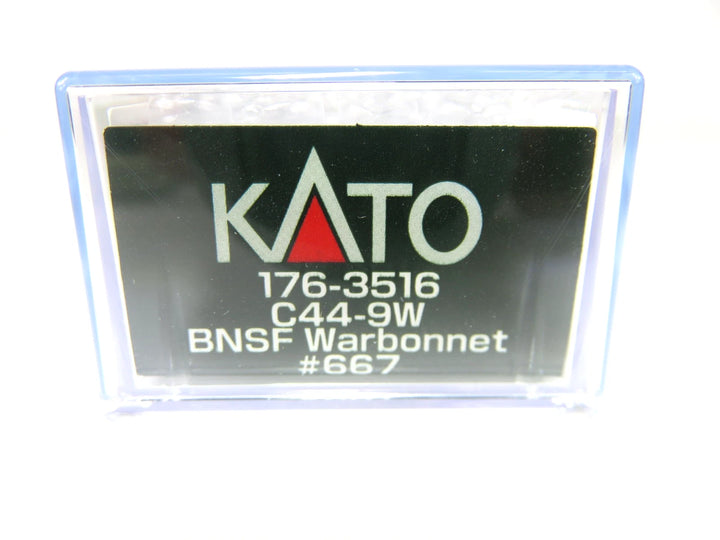 KATO
176-3516
C44-9W
BNSF Warbonnet
#667